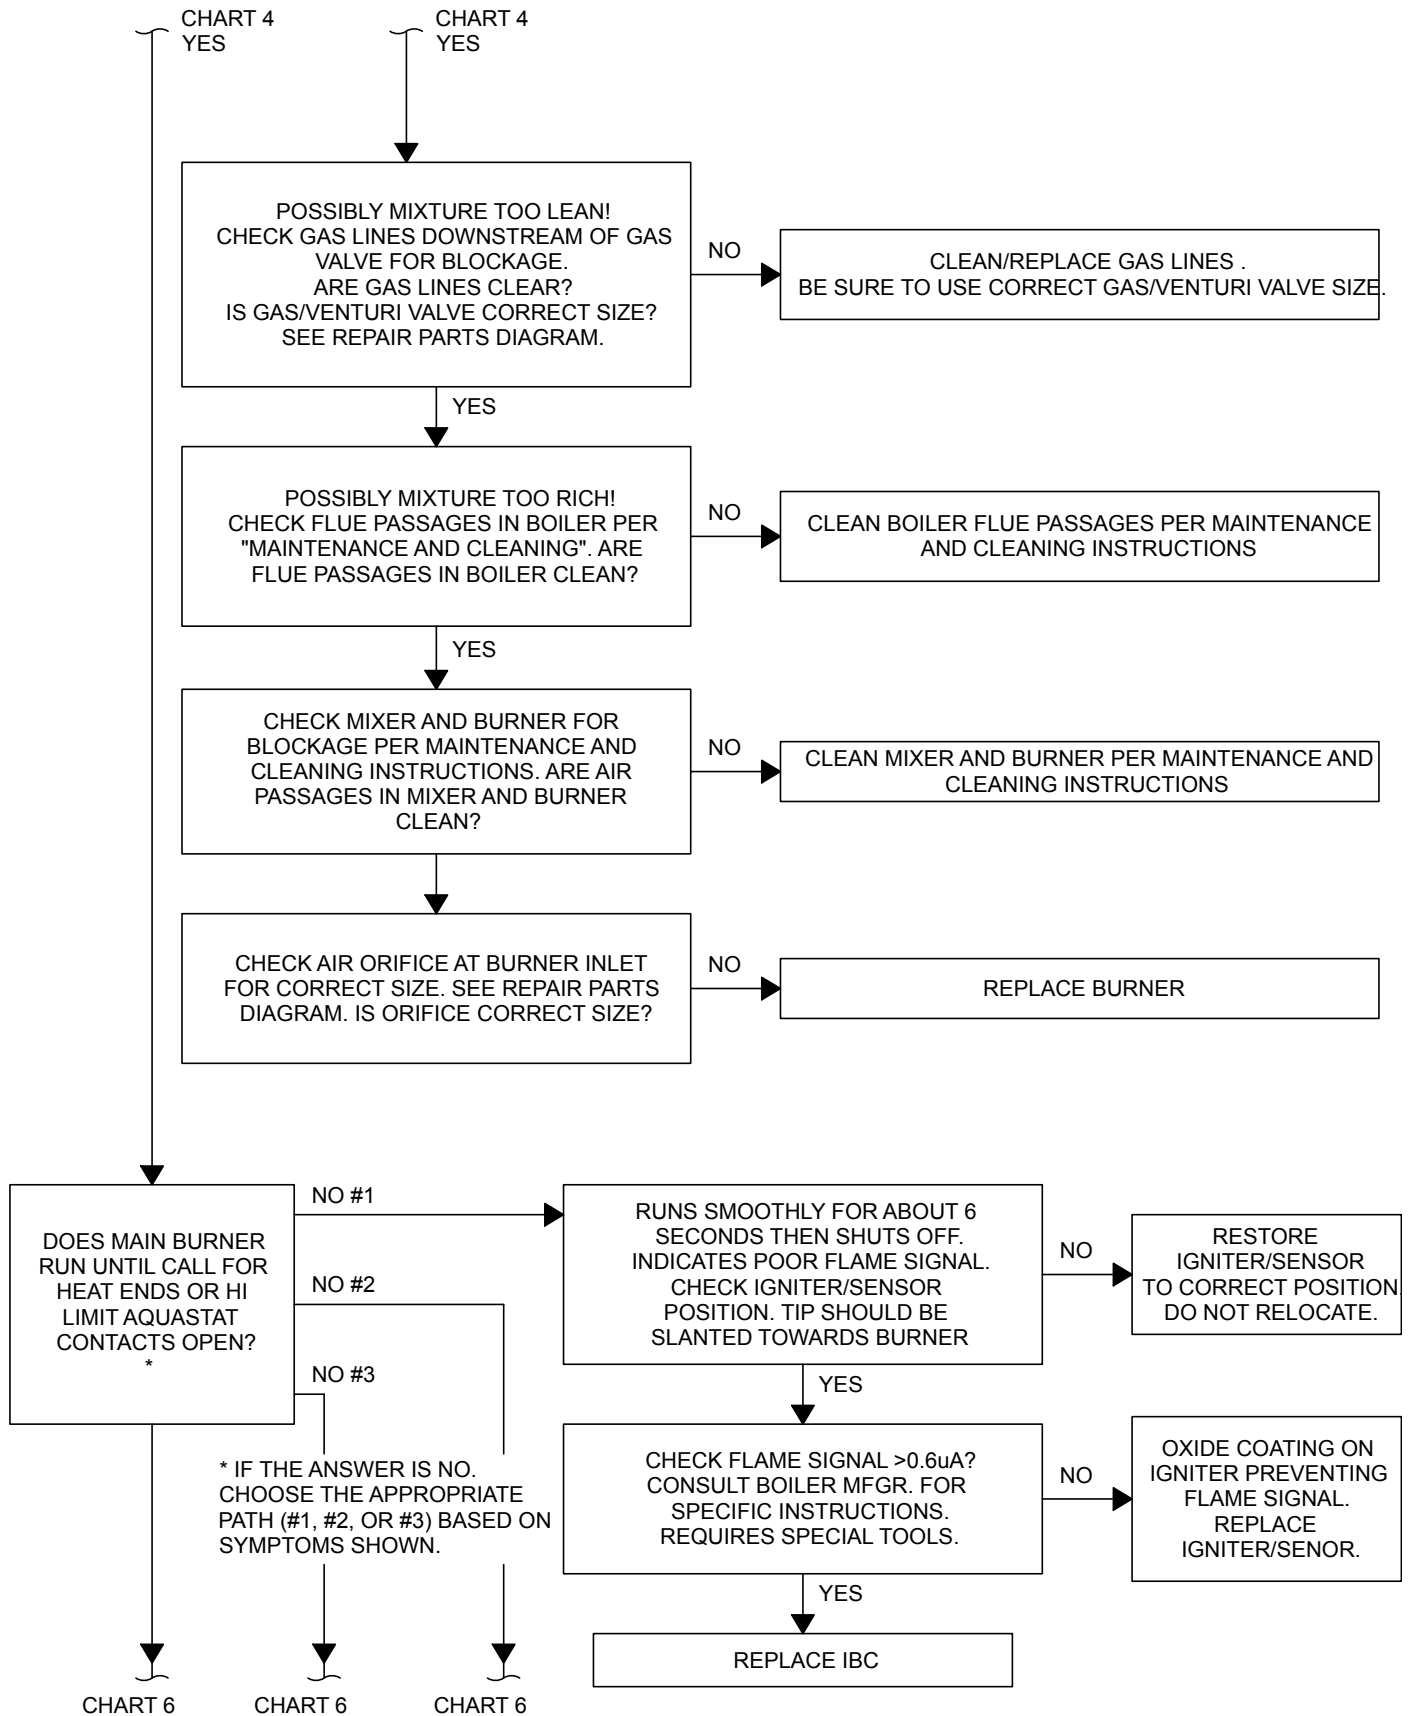 CHART 4
YES
CHART 4
YES
POSSIBLY MIXTURE TOO LEAN!
CHECK GAS LINES DOWNSTREAM OF GAS
VALVE FOR BLOCKAGE.
ARE GAS LINES CLEAR?
IS GAS/VENTURI VALVE CORRECT SIZE?
SEE REPAIR PARTS DIAGRAM.
NO
CLEAN/REPLACE GAS LINES .
BE SURE TO USE CORRECT GAS/VENTURI VALVE SIZE.
YES
POSSIBLY MIXTURE TOO RICH!
CHECK FLUE PASSAGES IN BOILER PER
"MAINTENANCE AND CLEANING". ARE
FLUE PASSAGES IN BOILER CLEAN?
NO
CLEAN BOILER FLUE PASSAGES PER MAINTENANCE
AND CLEANING INSTRUCTIONS
YES
CHECK MIXER AND BURNER FOR
BLOCKAGE PER MAINTENANCE AND
CLEANING INSTRUCTIONS. ARE AIR
PASSAGES IN MIXER AND BURNER
CLEAN?
NO
CLEAN MIXER AND BURNER PER MAINTENANCE AND
CLEANING INSTRUCTIONS
CHECK AIR ORIFICE AT BURNER INLET
FOR CORRECT SIZE. SEE REPAIR PARTS
DIAGRAM. IS ORIFICE CORRECT SIZE?
NO
REPLACE BURNER
DOES MAIN BURNER
RUN UNTIL CALL FOR
HEAT ENDS OR HI
LIMIT AQUASTAT
CONTACTS OPEN?
*
NO #1
NO #2
NO #3
RUNS SMOOTHLY FOR ABOUT 6
SECONDS THEN SHUTS OFF.
INDICATES POOR FLAME SIGNAL.
CHECK IGNITER/SENSOR
POSITION. TIP SHOULD BE
SLANTED TOWARDS BURNER
NO
RESTORE
IGNITER/SENSOR
TO CORRECT POSITION.
DO NOT RELOCATE.
YES
* IF THE ANSWER IS NO.
CHOOSE THE APPROPRIATE
PATH (#1, #2, OR #3) BASED ON
SYMPTOMS SHOWN.
CHECK FLAME SIGNAL >0.6uA?
CONSULT BOILER MFGR. FOR
SPECIFIC INSTRUCTIONS.
REQUIRES SPECIAL TOOLS.
NO
OXIDE COATING ON
IGNITER PREVENTING
FLAME SIGNAL.
REPLACE
IGNITER/SENOR.
YES
REPLACE IBC
CHART 6
CHART 6
CHART 6